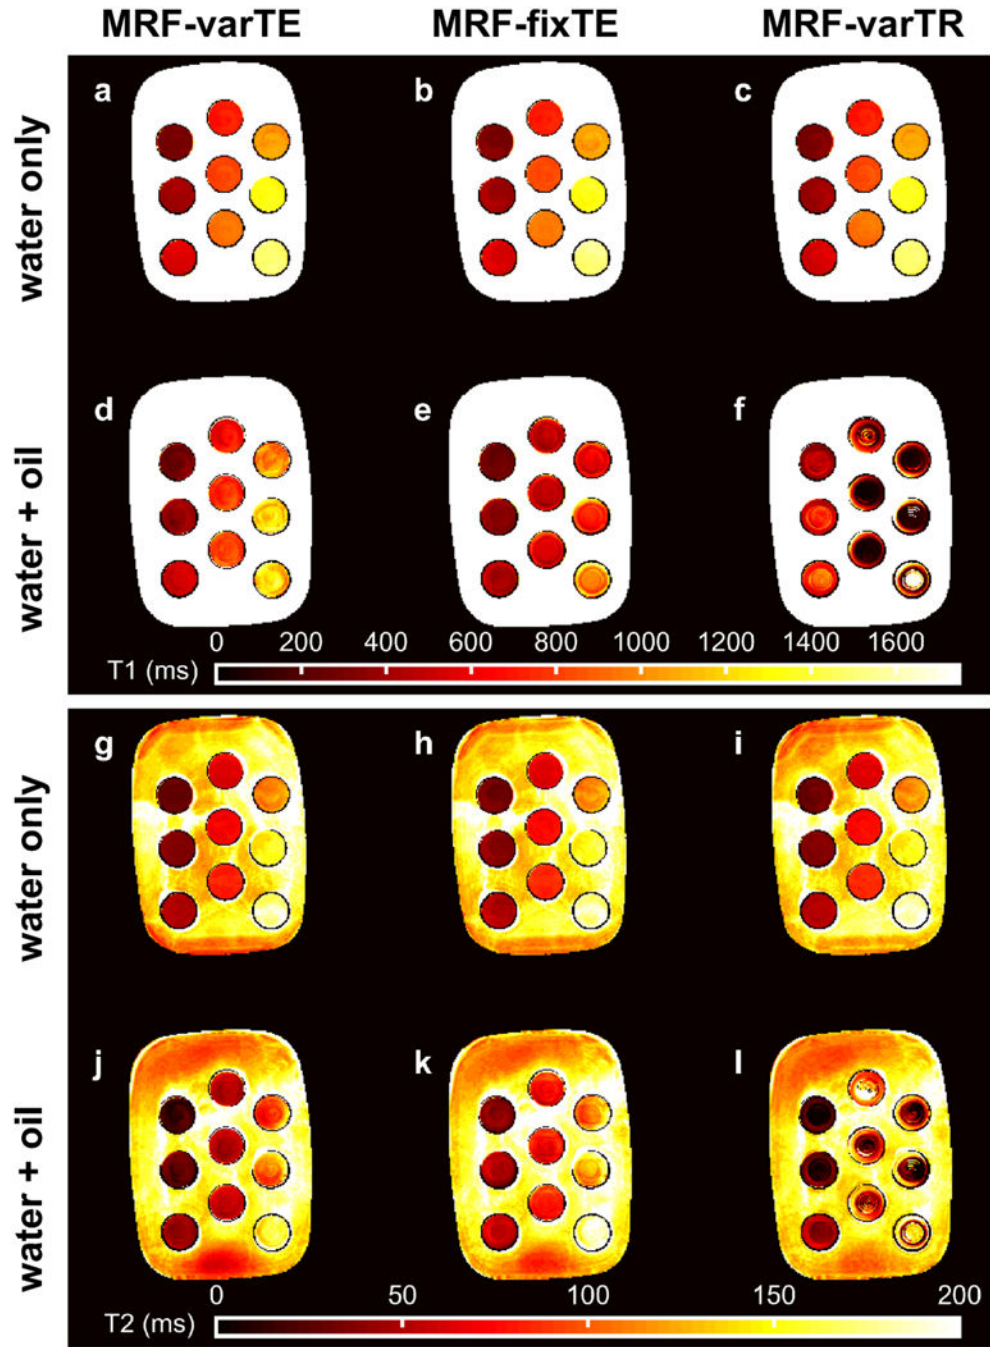 MRF-varTE MRF-fixTE MRF-varTR
water only
a b c
water + oil
d e f
0 200 400 600 800 1000 1200 1400 1600
T1 (ms)
water only
g h i
water + oil
j k l
0 50 100 150 200
T2 (ms)